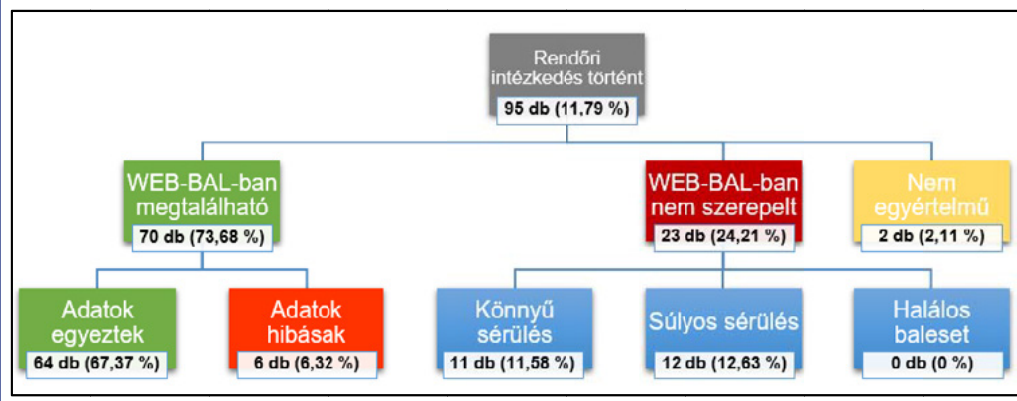 Rendőri
intézkedés történt
95 db (11,79 %)
WEB-BAL-ban
megtalálható
70 db (73,68 %)
WEB-BAL-ban
nem szerepelt
23 db (24,21 %)
Nem
egyértelmű
2 db (2,11 %)
Adatok
egyeztek
64 db (67,37 %)
Adatok
hibásak
6 db (6,32 %)
Könnyű
sérülés
11 db (11,58 %)
Súlyos sérülés
12 db (12,63 %)
Halálos
baleset
0 db (0 %)